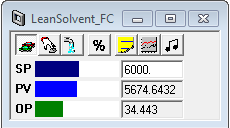 LeanSolvent_FC
%
SP 6000.
PV 5674.6432
OP 34.443